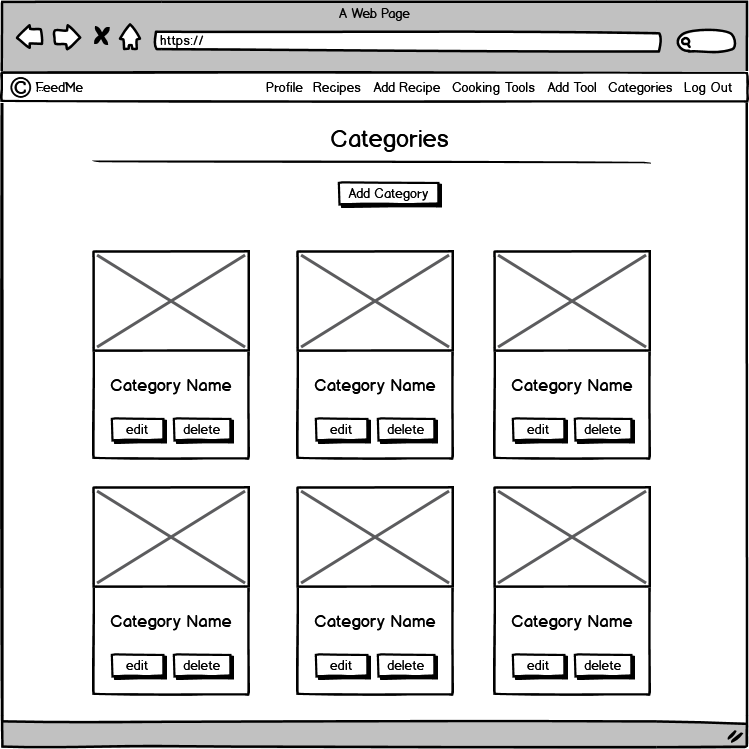 A Web Page
https://
© FeedMe Profile Recipes Add Recipe Cooking Tools Add Tool Categories Log Out
Categories
Add Category
Category Name Category Name Category Name
edit delete edit delete edit delete
Category Name Category Name Category Name
edit delete edit delete edit delete